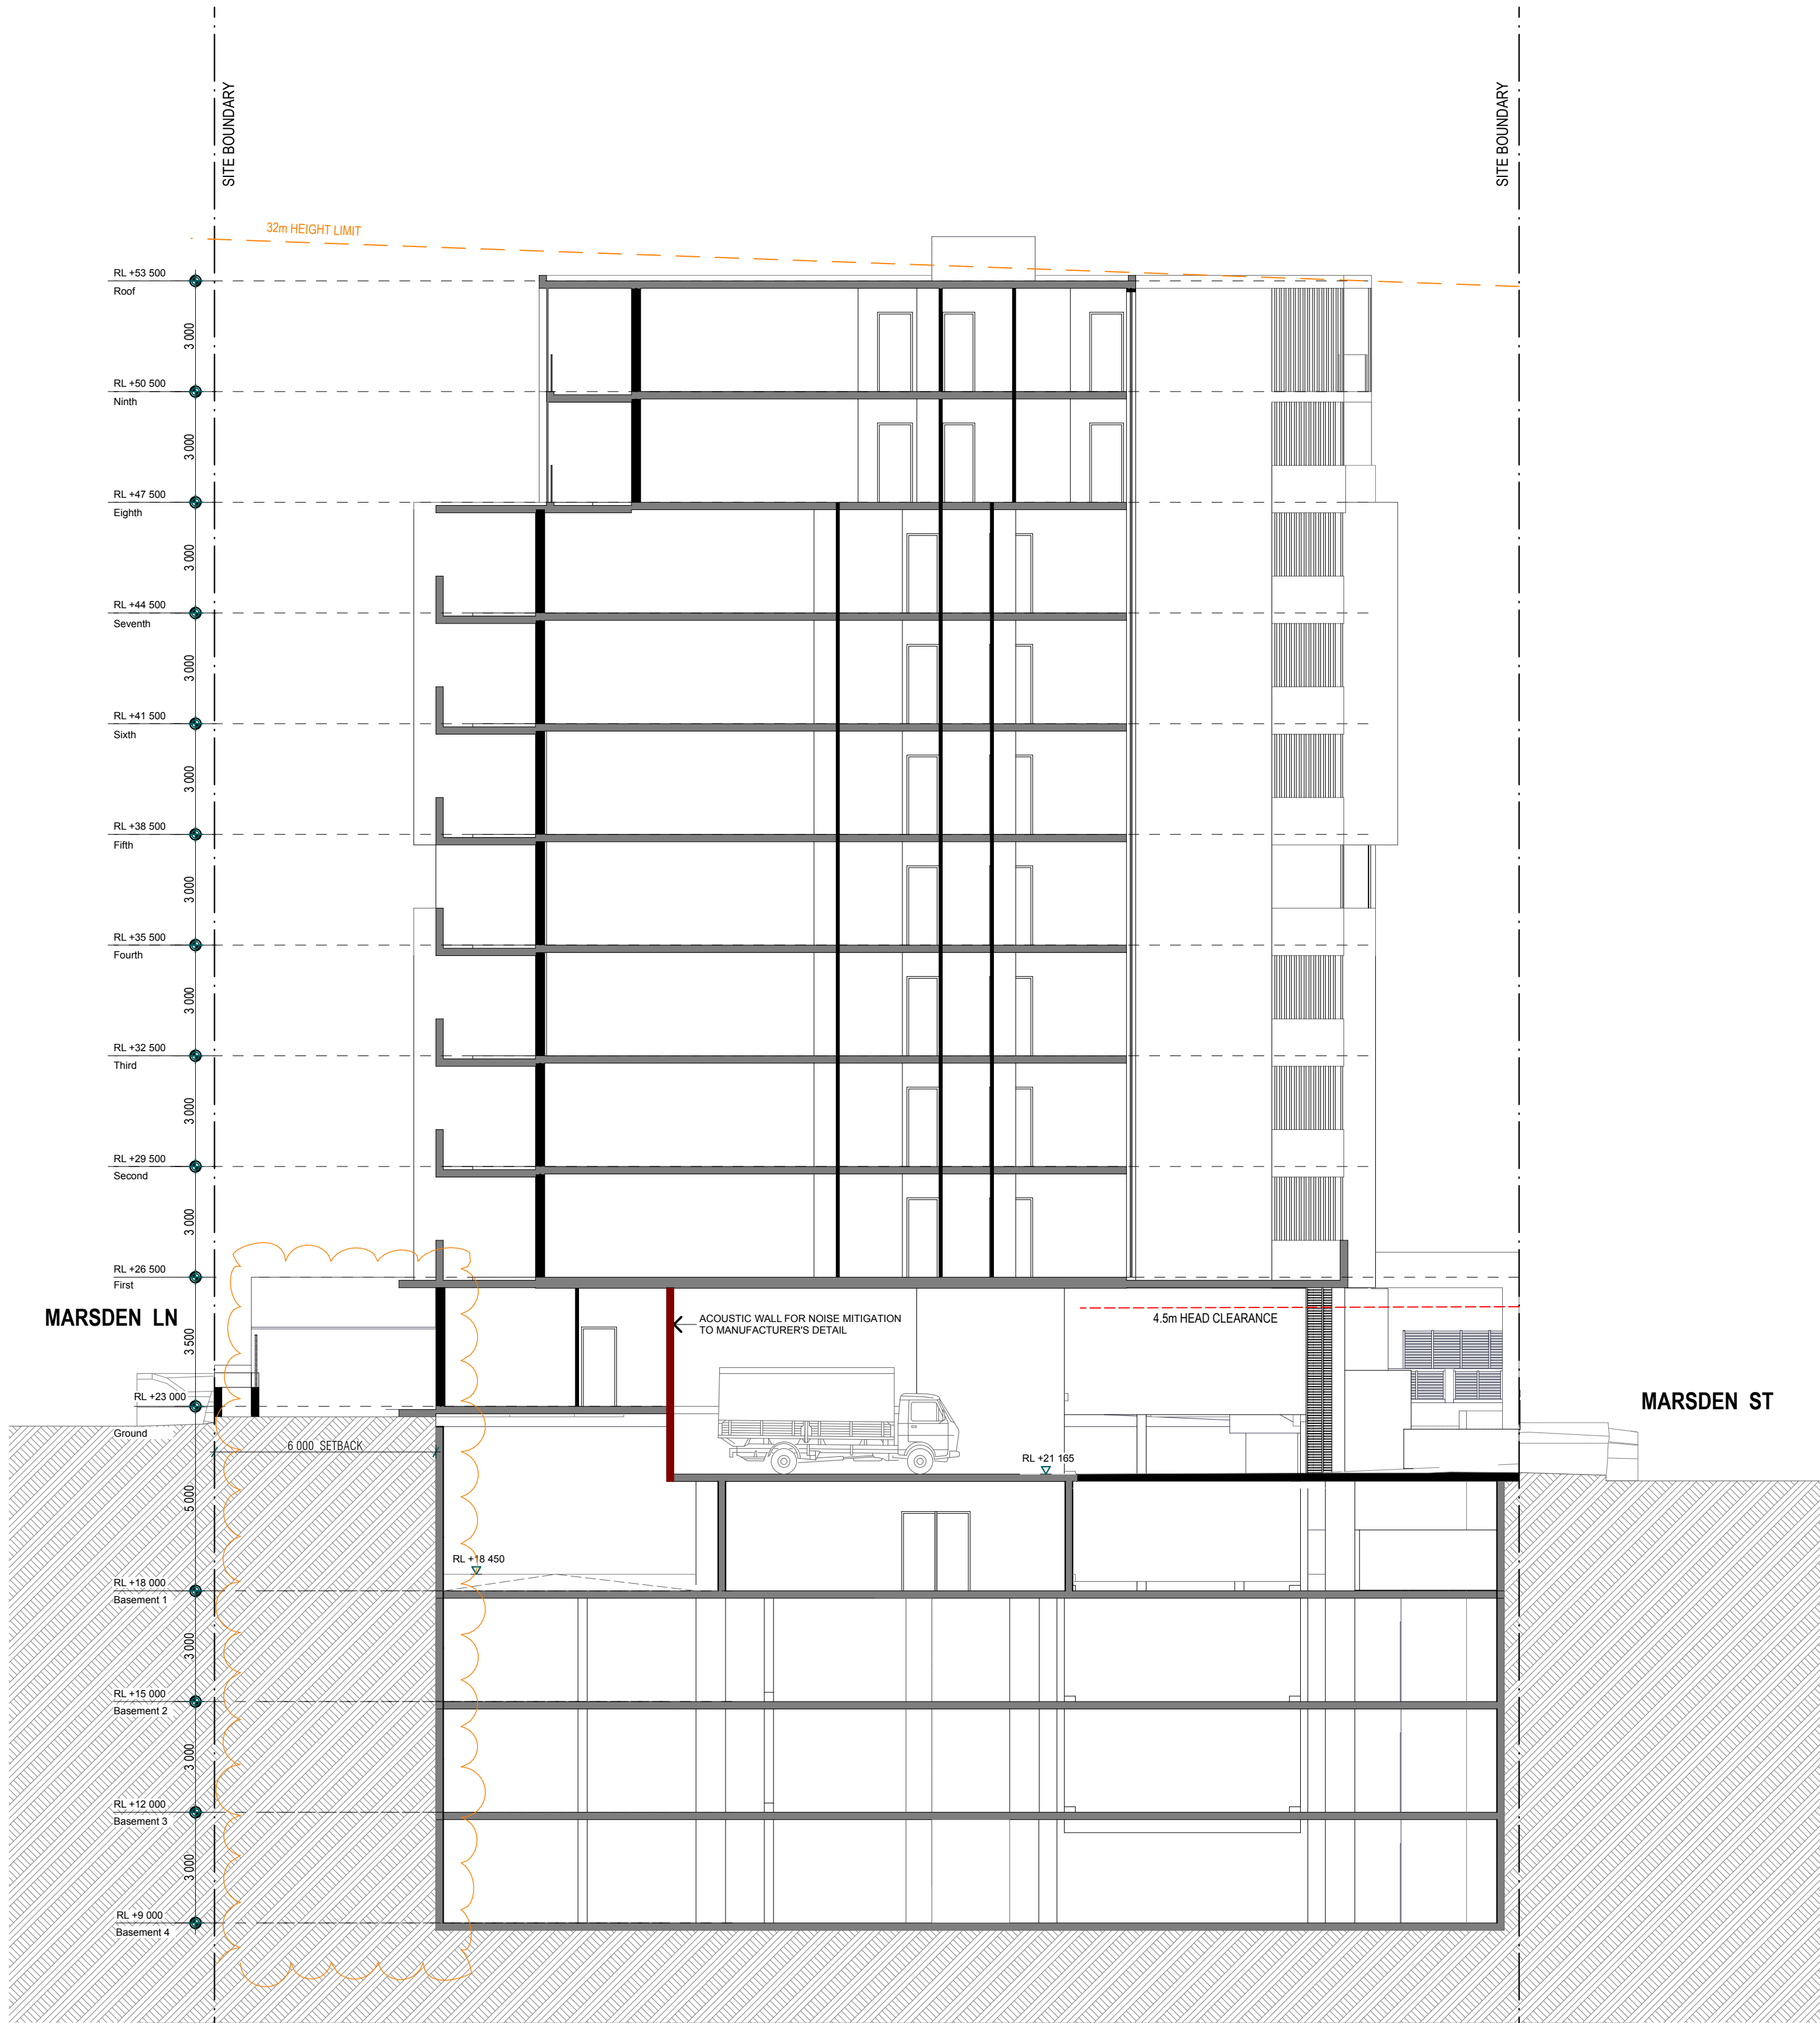 SITE BOUNDARY
SITE BOUNDARY
32m HEIGHT LIMIT
RL +53 500
Roof
3 000
RL +50 500
Ninth
3 000
RL +47 500
Eighth
3 000
RL +44 500
Seventh
3 000
RL +41 500
Sixth
3 000
RL +38 500
Fifth
3 000
RL +35 500
Fourth
3 000
RL +32 500
Third
3 000
RL +29 500
Second
3 000
RL +26 500
First
MARSDEN LN
3 500
ACOUSTIC WALL FOR NOISE MITIGATION
TO MANUFACTURER'S DETAIL
4.5m HEAD CLEARANCE
MARSDEN ST
RL +23 000
Ground
6 000 SETBACK
RL +21 165
5 000
RL +18 450
RL +18 000
Basement 1
3 000
RL +15 000
Basement 2
3 000
RL +12 000
Basement 3
3 000
RL +9 000
Basement 4